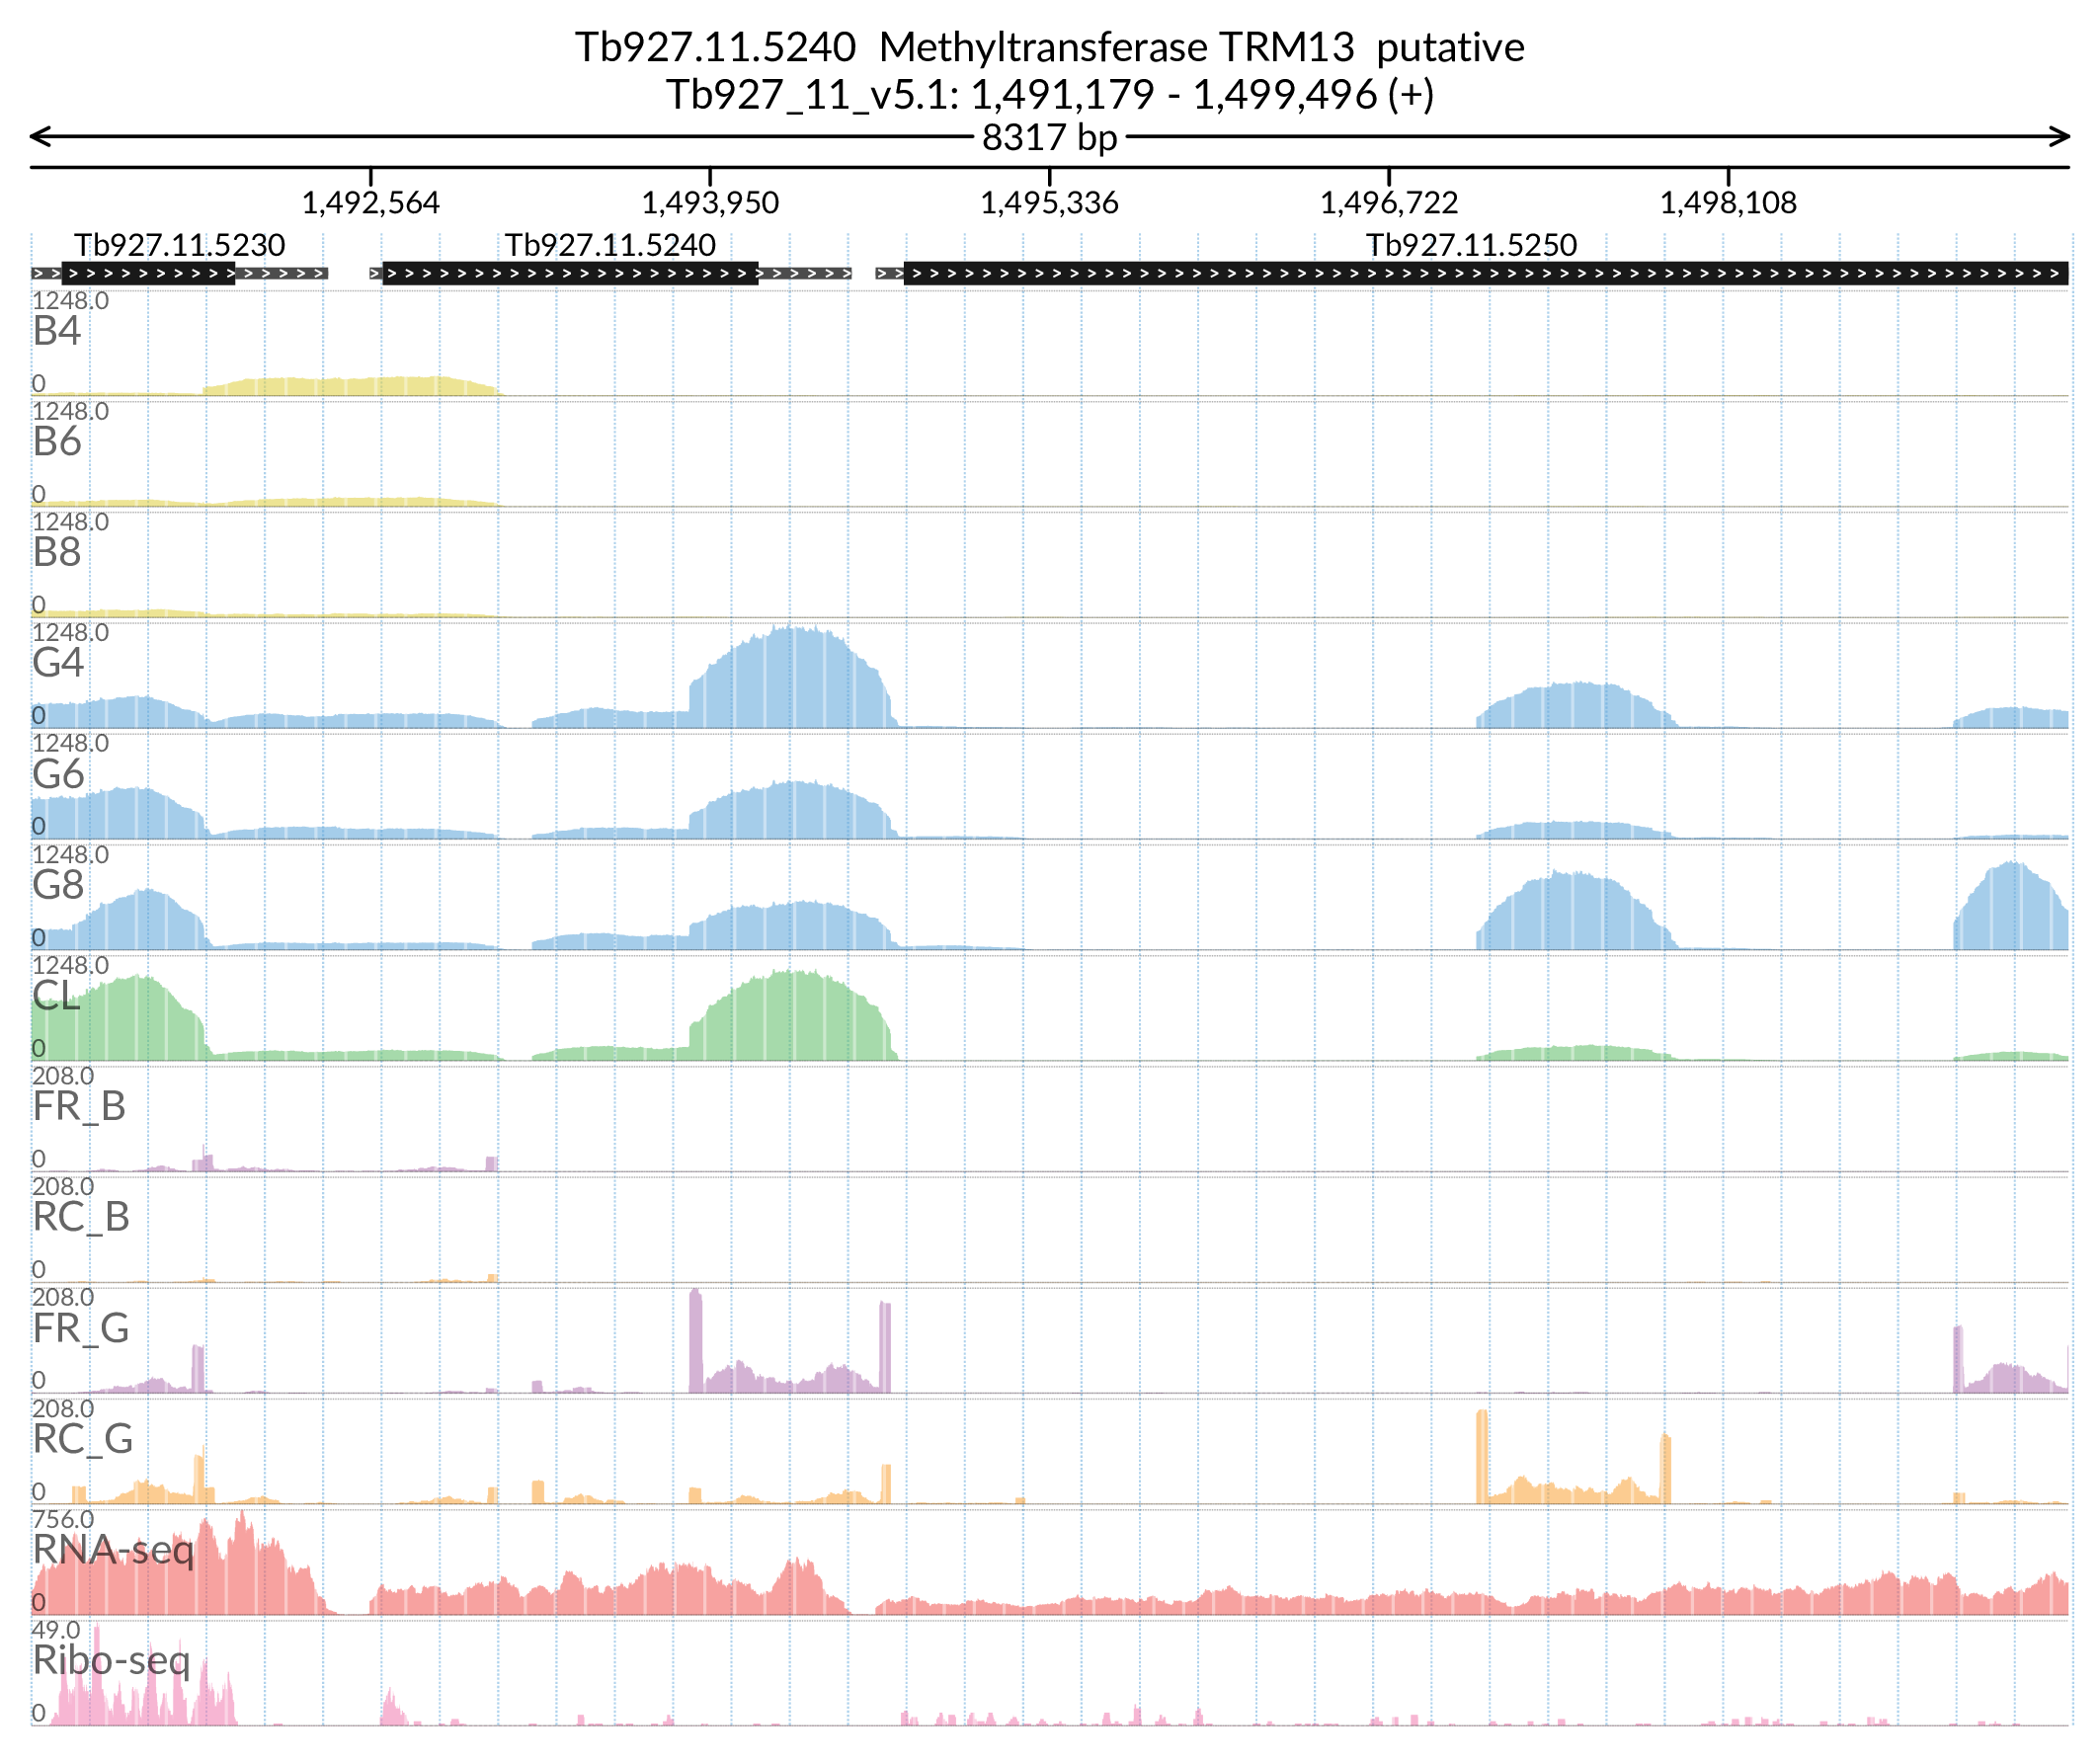 Tb927.11.5240  Methyltransferase TRM13  putative
Tb927_11_v5.1: 1,491,179 - 1,499,496 (+)
8317 bp
1,492,564 1,493,950 1,495,336 1,496,722 1,498,108
Tb927.11.5230 Tb927.11.5240 Tb927.11.5250
1248.0
B4
0
1248.0
B6
0
1248.0
B8
0
1248.0
G4
0
1248.0
G6
0
1248.0
G8
0
1248.0
CL
0
208.0
FR_B
0
208.0
RC_B
0
208.0
FR_G
0
208.0
RC_G
0
756.0
RNA-seq
0
49.0
Ribo-seq
0